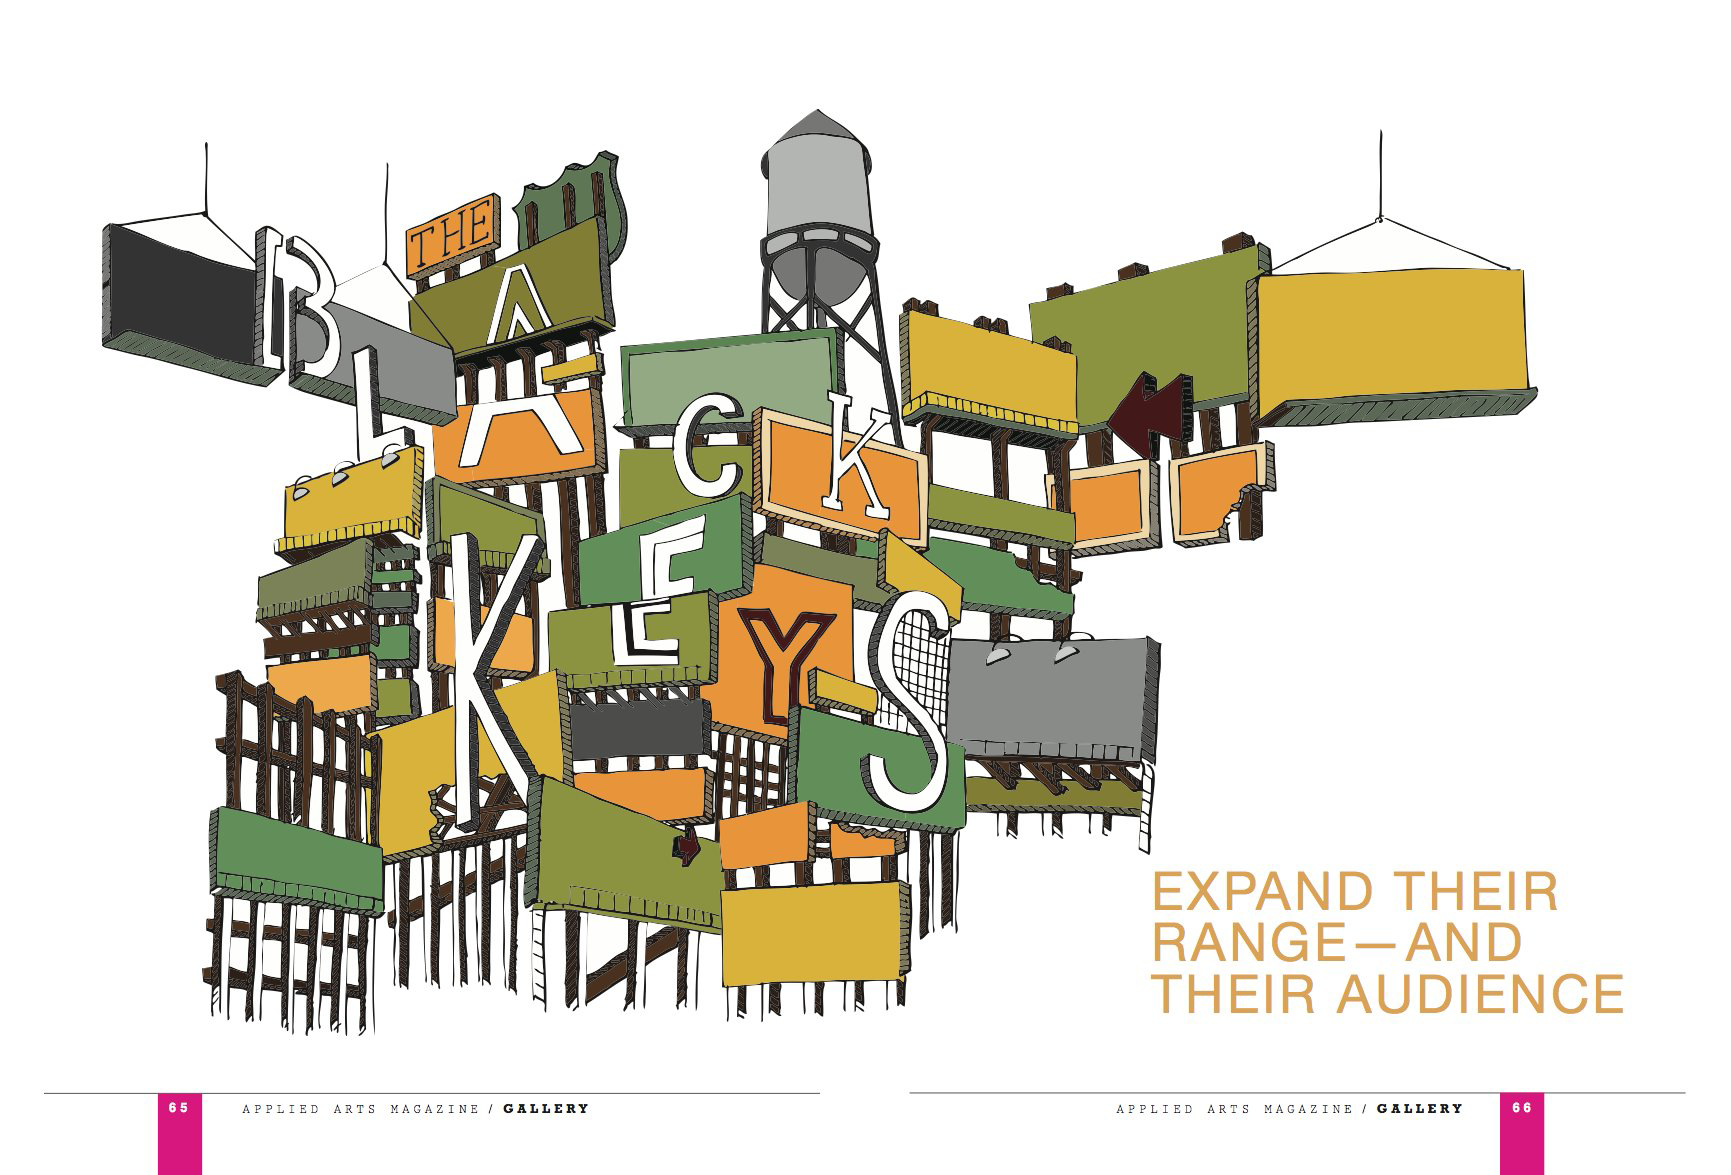 THE
BLACK
KEYS
EXPAND THEIR
RANGE—AND
THEIR AUDIENCE
65
APPLIED ARTS MAGAZINE / GALLERY
APPLIED ARTS MAGAZINE / GALLERY
66